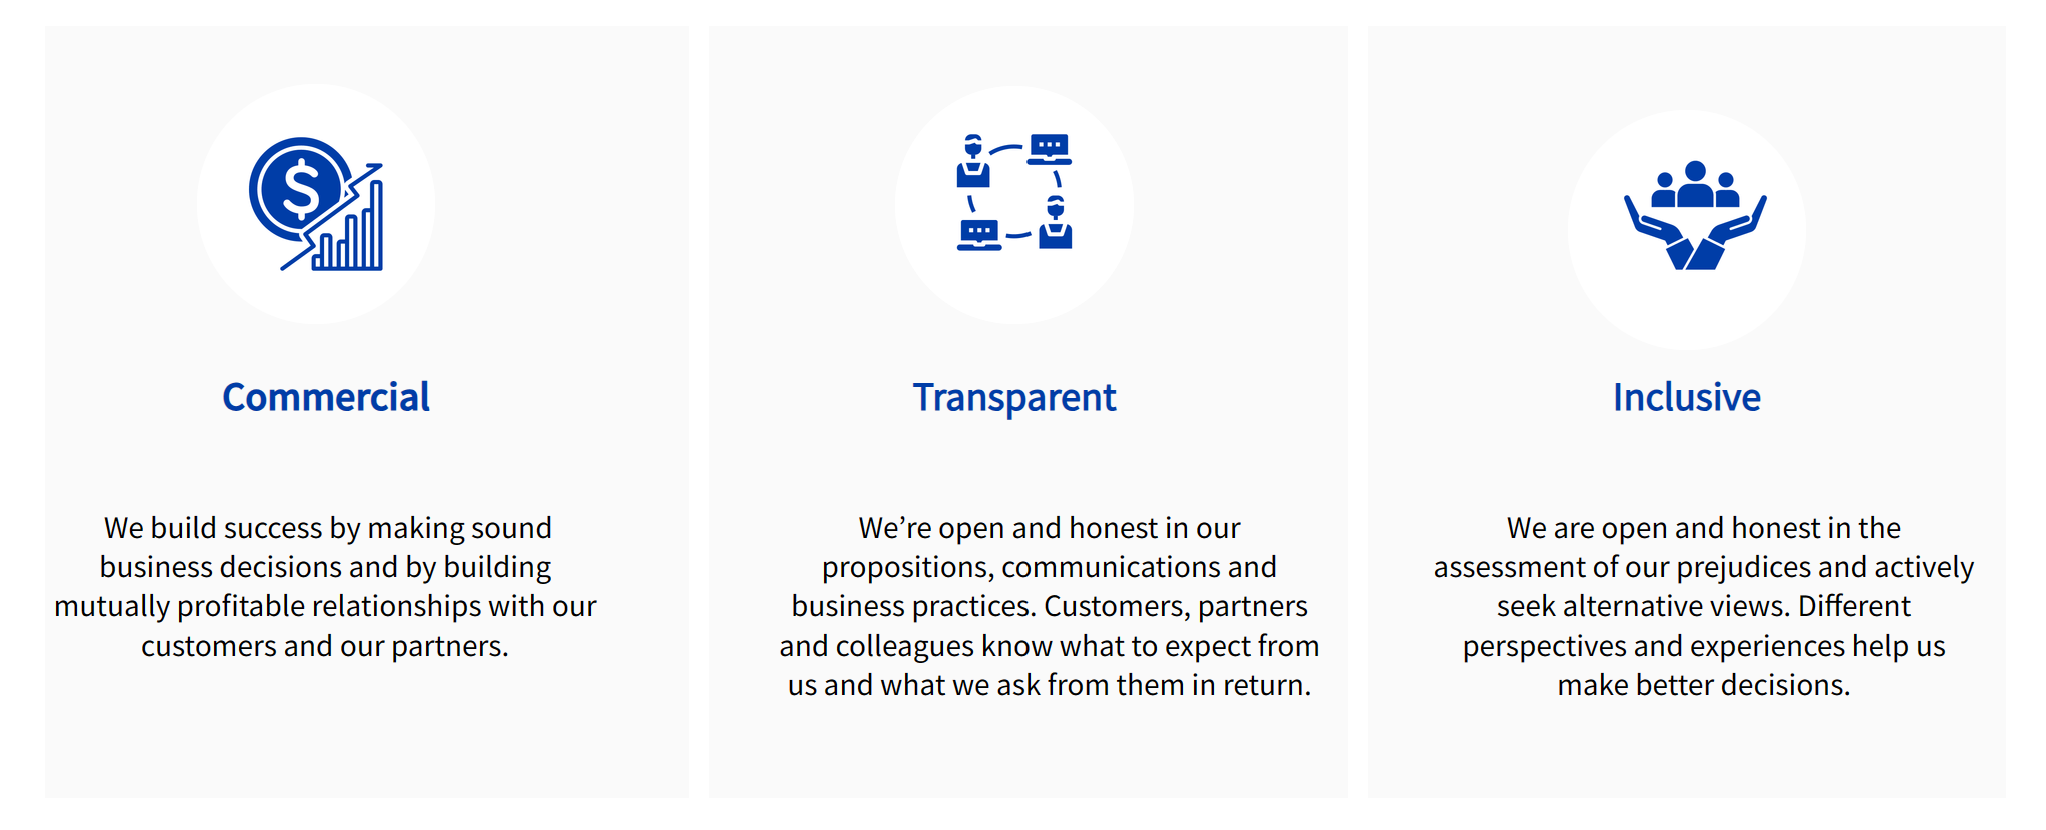 Commercial
We build success by making sound
business decisions and by building
mutually profitable relationships with our
customers and our partners.
Transparent
We’re open and honest in our
propositions, communications and
business practices. Customers, partners
and colleagues know what to expect from
us and what we ask from them in return.
Inclusive
We are open and honest in the
assessment of our prejudices and actively
seek alternative views. Different
perspectives and experiences help us
make better decisions.